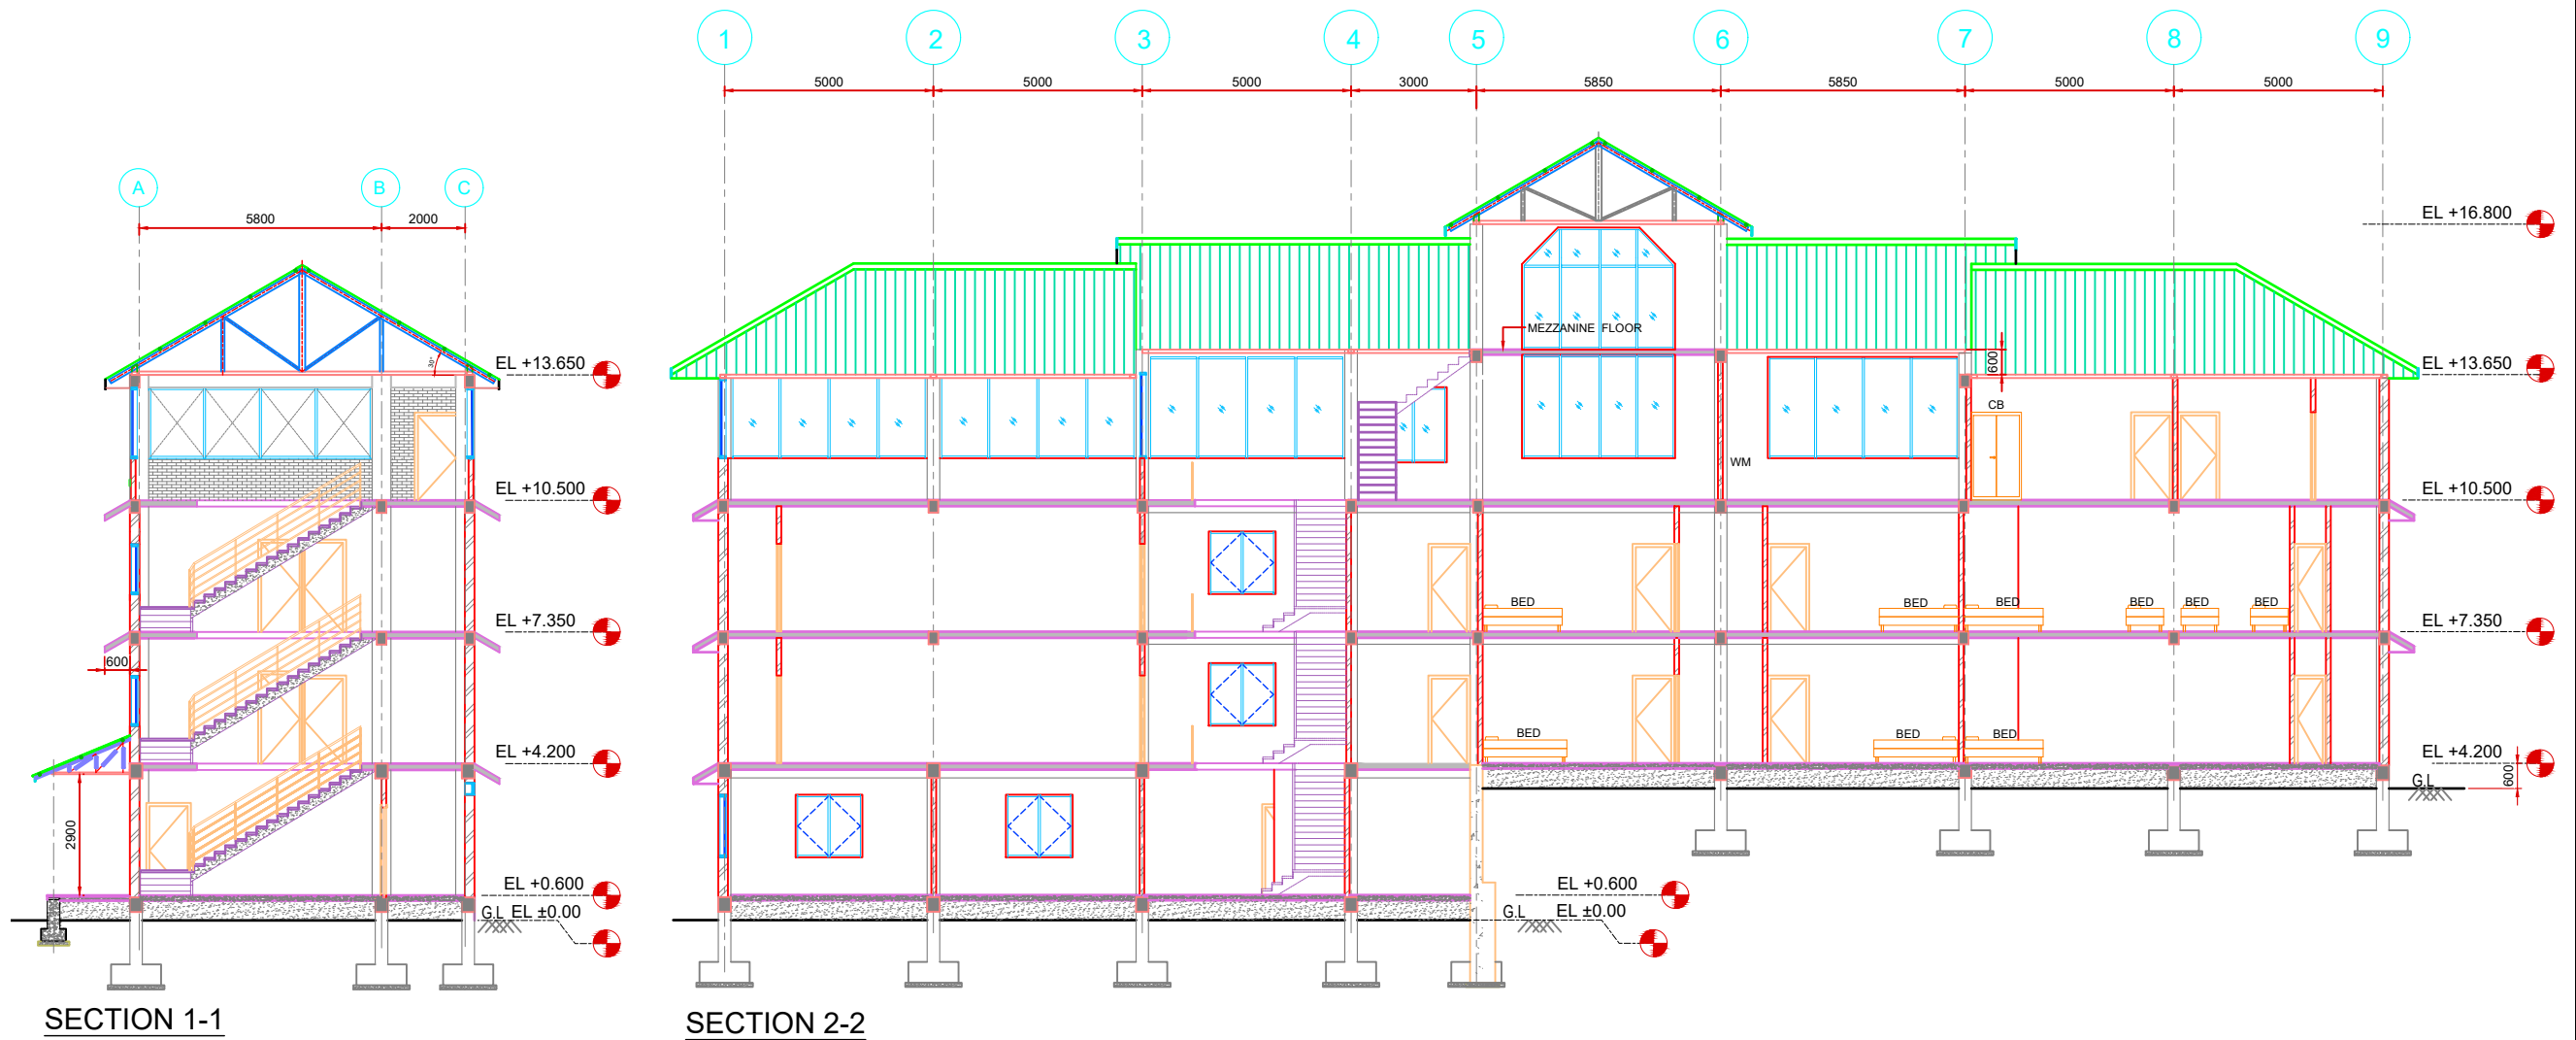 1 2 3 4 5 6 7 8 9
5000 5000 5000 3000 5850 5850 5000 5000
A B C
5800 2000
30°
EL +13.650
EL +10.500
EL +7.350
600
EL +4.200
2900
EL +0.600
G.L EL ±0.00
SECTION 1-1
EL +16.800
MEZZANINE FLOOR
600
EL +13.650
CB
WM
EL +10.500
BED BED BED BED BED BED
EL +7.350
BED BED BED
EL +4.200
G.L
600
EL +0.600
G.L EL ±0.00
SECTION 2-2